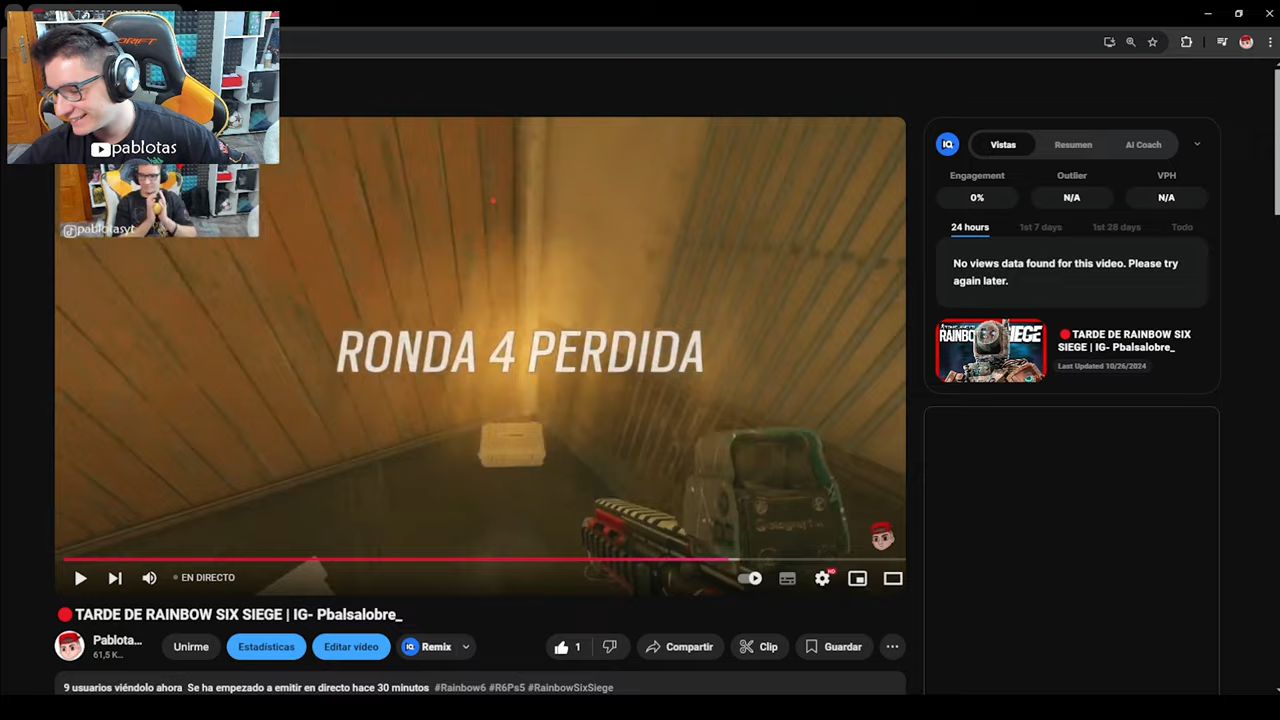 DRIFT
pablotas
pablotasyt
RONDA 4 PERDIDA
EN DIRECTO
HD
🔴TARDE DE RAINBOW SIX SIEGE | IG- Pbalsalobre_
Pablota...
61,5 K...
Unirme
Estadísticas
Editar vídeo
IQ
Remix
1
Compartir
Clip
Guardar
9 usuarios viéndolo ahora Se ha empezado a emitir en directo hace 30 minutos #Rainbow6 #R6Ps5 #RainbowSixSiege
IQ
Vistas
Resumen
AI Coach
Engagement
Outlier
VPH
0%
N/A
N/A
24 hours
1st 7 days
1st 28 days
Todo
No views data found for this video. Please try
again later.
🔴TARDE DE RAINBOW SIX
SIEGE | IG- Pbalsalobre_
Last Updated 10/26/2024